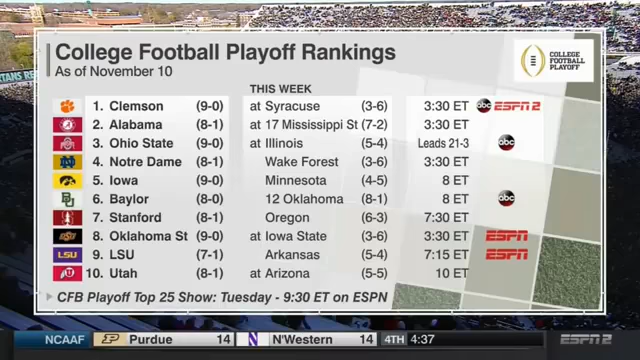 College Football Playoff Rankings
As of November 10
COLLEGE FOOTBALL PLAYOFF
THIS WEEK
1. Clemson (9-0) at Syracuse (3-6) 3:30 ET abc ESPN2
2. Alabama (8-1) at 17 Mississippi St (7-2) 3:30 ET
3. Ohio State (9-0) at Illinois (5-4) Leads 21-3 abc
4. Notre Dame (8-1) Wake Forest (3-6) 3:30 ET
5. Iowa (9-0) Minnesota (4-5) 8 ET
6. Baylor (8-0) 12 Oklahoma (8-1) 8 ET abc
7. Stanford (8-1) Oregon (6-3) 7:30 ET
8. Oklahoma St (9-0) at Iowa State (3-6) 3:30 ET ESPN
LSU 9. LSU (7-1) Arkansas (5-4) 7:15 ET ESPN
10. Utah (8-1) at Arizona (5-5) 10 ET
CFB Playoff Top 25 Show: Tuesday - 9:30 ET on ESPN
NCAAF P Purdue 14 N N'Western 14 4TH 4:37 ESPN2